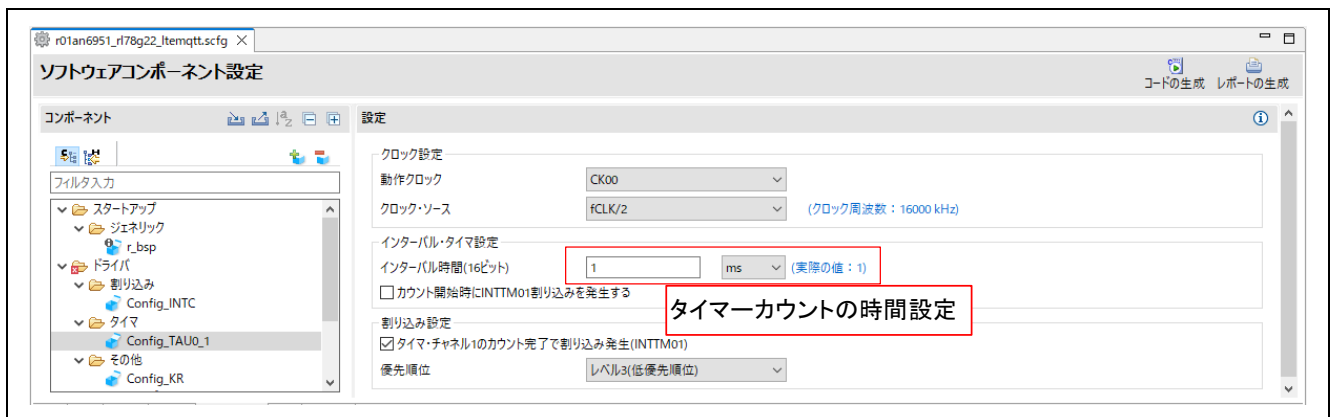 r01an6951_rl78g22_ltemqtt.scfg
ソフトウェアコンポーネント設定
コードの生成 レポートの生成
コンポーネント
設定
フィルタ入力
スタートアップ
ジェネリック
r_bsp
ドライバ
割り込み
Config_INTC
タイマ
Config_TAU0_1
その他
Config_KR
クロック設定
動作クロック CK00
クロック・ソース fCLK/2 (クロック周波数：16000 kHz)
インターバル・タイマ設定
インターバル時間(16ビット) 1 ms (実際の値：1)
カウント開始時にINTTM01割り込みを発生する
タイマーカウントの時間設定
割り込み設定
タイマ・チャネル1のカウント完了で割り込み発生(INTTM01)
優先順位 レベル3(低優先順位)